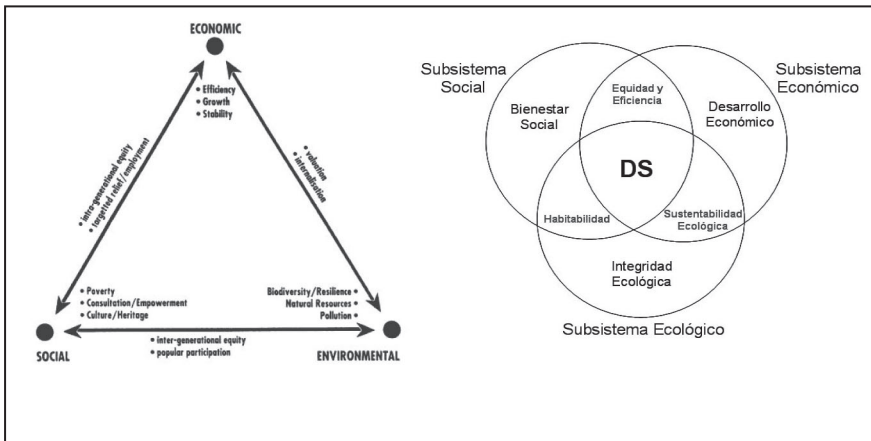 ECONOMIC
• Efficiency
• Growth
• Stability
• intra-generational equity
• targetted relief/employment
• valuation
• internalisation
• Poverty
• Consultation/Empowerment
• Culture/Heritage
Biodiversity/Resilience •
Natural Resources •
Pollution •
SOCIAL
• inter-generational equity
• popular participation
ENVIRONMENTAL
Subsistema
Social
Subsistema
Económico
Equidad y
Eficiencia
Bienestar
Social
Desarrollo
Económico
DS
Habitabilidad
Sustentabilidad
Ecológica
Integridad
Ecológica
Subsistema Ecológico